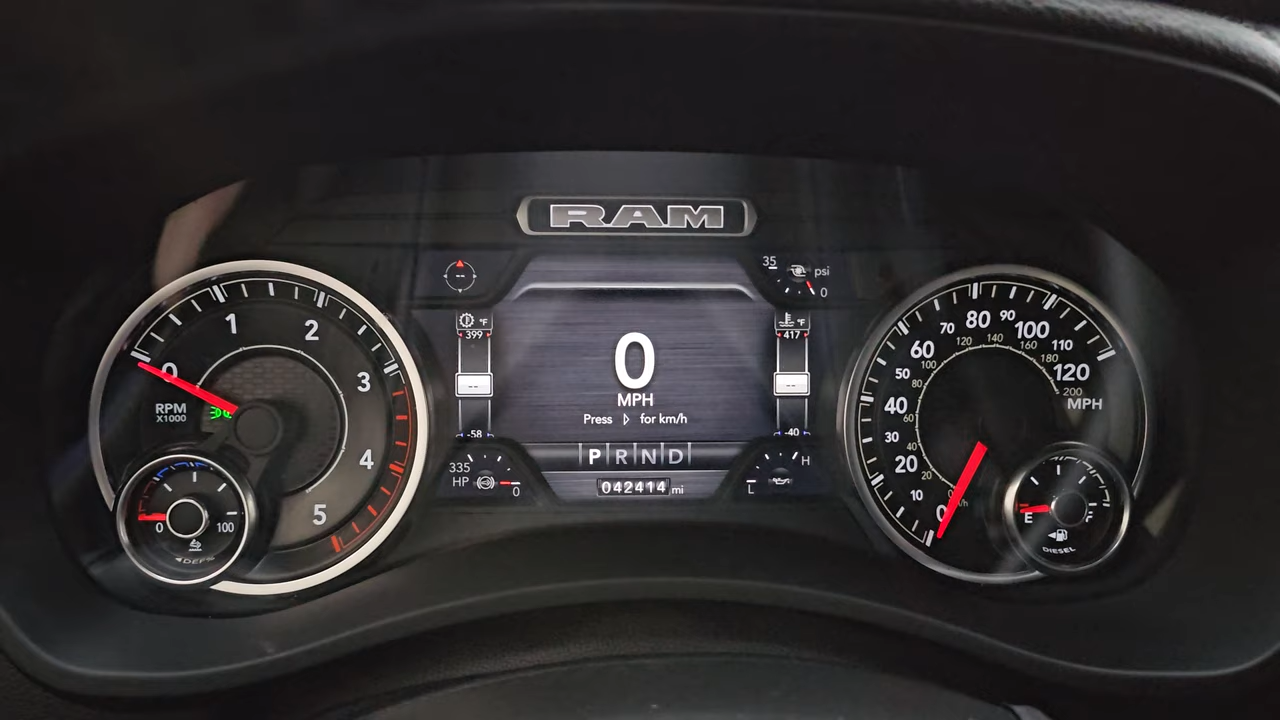 RAM
35
psi
0
°F
399
--
-58
335
HP
0
0
MPH
Press ▷ for km/h
P R N D
042414 mi
°F
417
--
-40
L H
0
1
2
3
4
5
RPM
X1000
0 100
DEF
0
10
20
30
40
50
60
70
80
90
100
110
120
MPH
60
80
100
120
140
160
180
200
E F
DIESEL